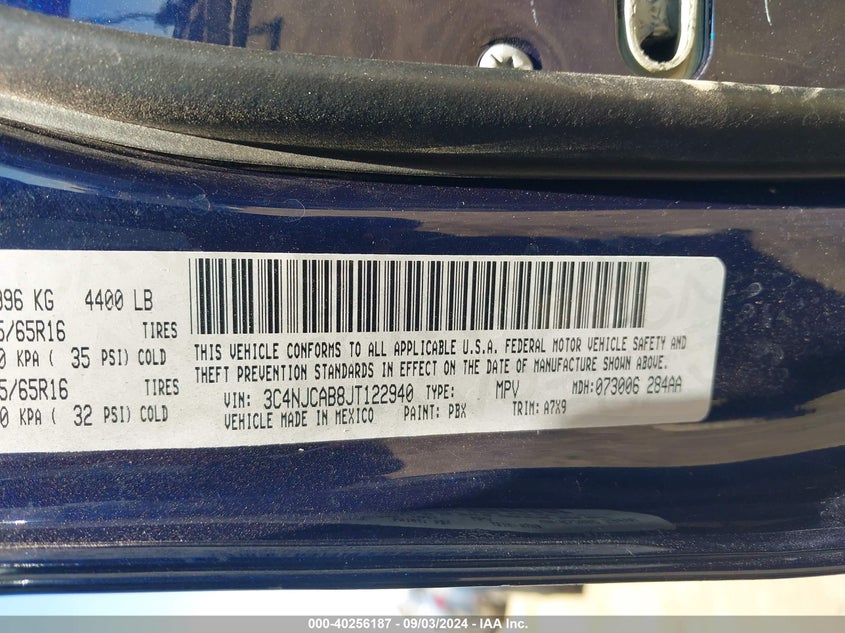 996 KG 4400 LB
5/65R16 TIRES
0 KPA ( 35 PSI) COLD
5/65R16 TIRES
0 KPA ( 32 PSI) COLD
THIS VEHICLE CONFORMS TO ALL APPLICABLE U.S.A. FEDERAL MOTOR VEHICLE SAFETY AND
THEFT PREVENTION STANDARDS IN EFFECT ON THE DATE OF MANUFACTURE SHOWN ABOVE.
VIN: 3C4NJCAB8JT122940 TYPE: MPV MDH: 073006 284AA
VEHICLE MADE IN MEXICO PAINT: PBX TRIM: A7X9
000-40256187 - 09/03/2024 - IAA Inc.